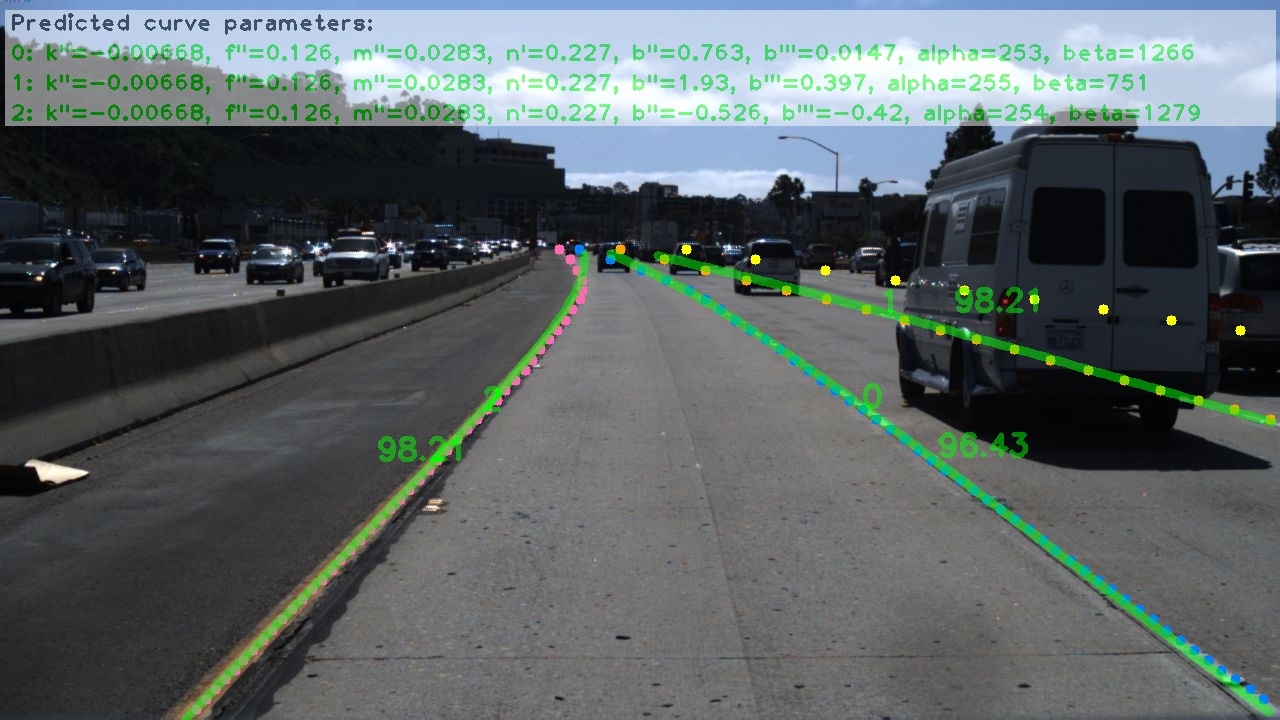 Predicted curve parameters:
0: k''=-0.00668, f''=0.126, m''=0.0283, n'=0.227, b''=0.763, b'''=0.0147, alpha=253, beta=1266
1: k''=-0.00668, f''=0.126, m''=0.0283, n'=0.227, b''=1.93, b'''=0.397, alpha=255, beta=751
2: k''=-0.00668, f''=0.126, m''=0.0283, n'=0.227, b''=-0.526, b'''=-0.42, alpha=254, beta=1279
1
98.21
2
0
98.21
96.43